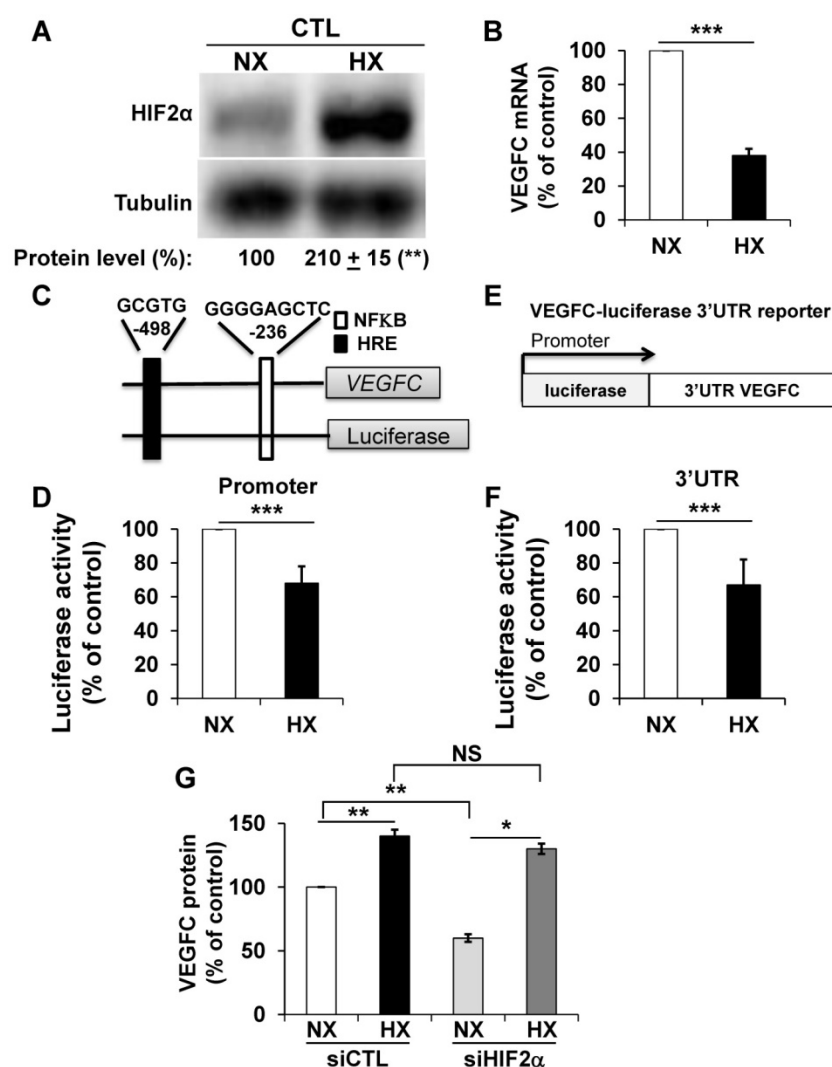 A
CTL
NX HX
HIF2α
Tubulin
Protein level (%): 100 210 ± 15 (**)
B
***
VEGFC mRNA
(% of control)
100
80
60
40
20
0
NX HX
C
GCGTG GGGGAGCTC
-498 -236
NFKB
HRE
VEGFC
Luciferase
E
VEGFC-luciferase 3'UTR reporter
Promoter
luciferase 3'UTR VEGFC
D
Promoter
***
Luciferase activity
(% of control)
100
80
60
40
20
0
NX HX
F
3'UTR
***
Luciferase activity
(% of control)
100
80
60
40
20
0
NX HX
G
NS
**
** *
VEGFC protein
(% of control)
150
100
50
0
NX HX NX HX
siCTL siHIF2α